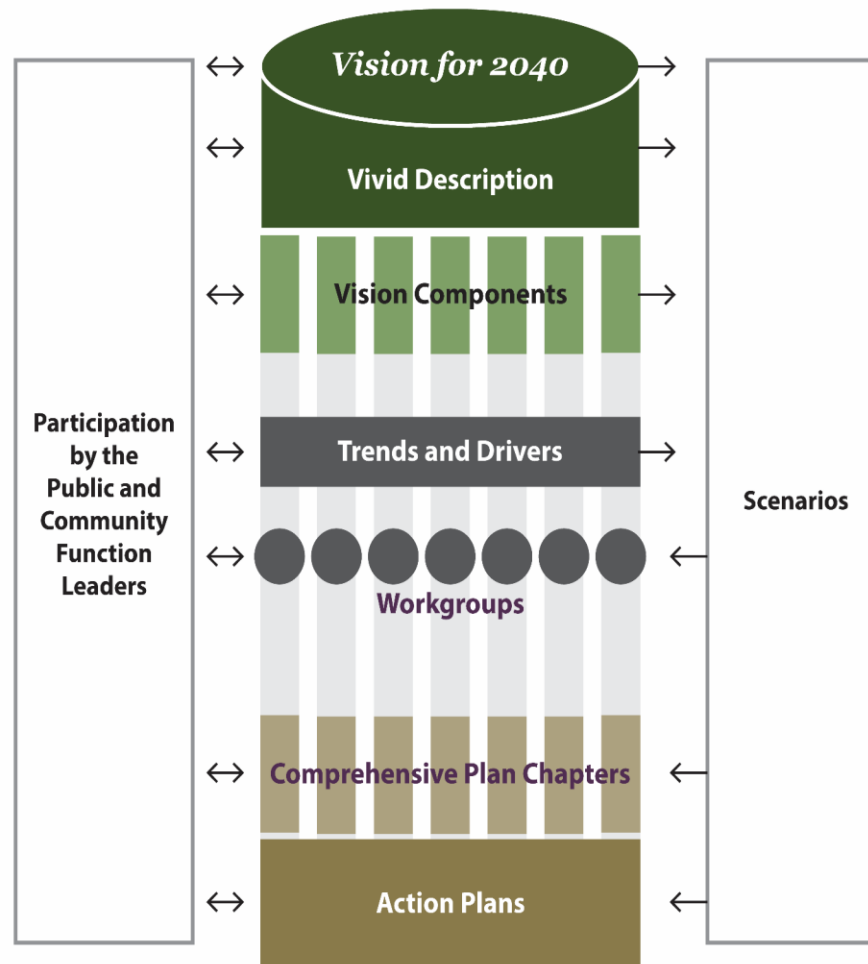 Vision for 2040
Vivid Description
Vision Components
Participation
by the
Public and
Community
Function
Leaders
Trends and Drivers
Scenarios
Workgroups
Comprehensive Plan Chapters
Action Plans